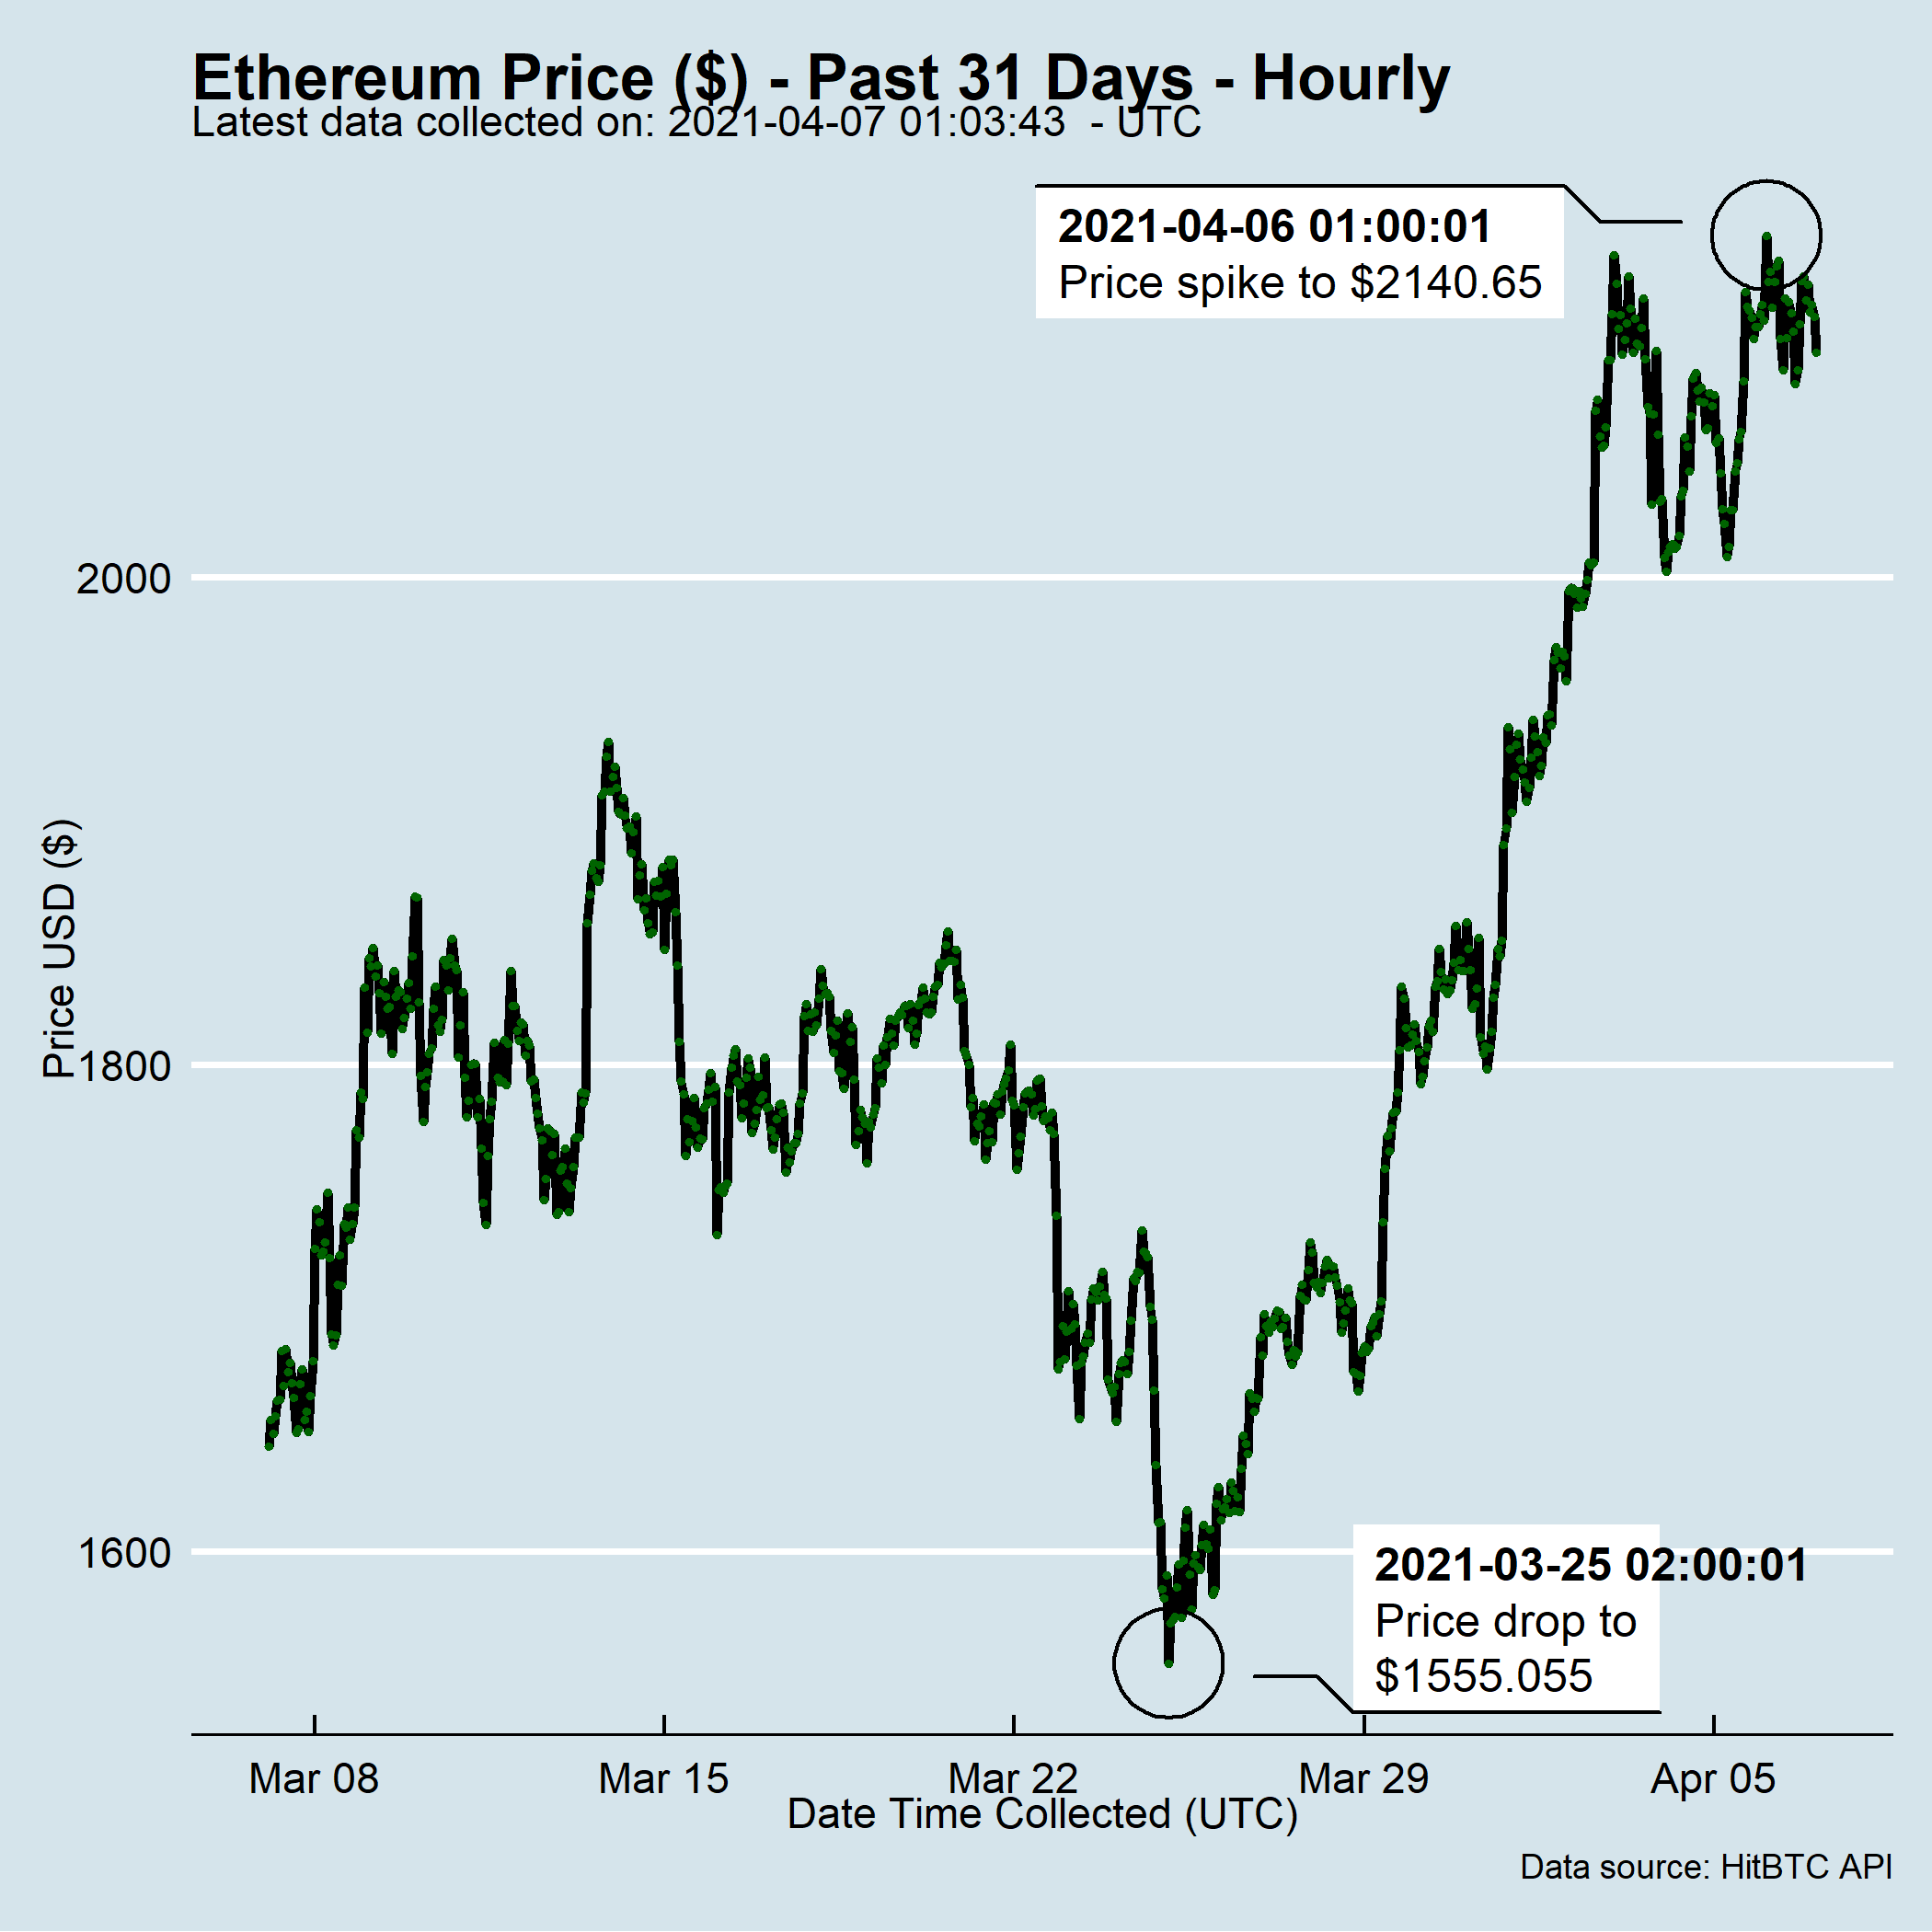 Ethereum Price ($) - Past 31 Days - Hourly
Latest data collected on: 2021-04-07 01:03:43  - UTC
2021-04-06 01:00:01
Price spike to $2140.65
2000
Price USD ($)
1800
1600
2021-03-25 02:00:01
Price drop to
$1555.055
Mar 08
Mar 15
Mar 22
Mar 29
Apr 05
Date Time Collected (UTC)
Data source: HitBTC API